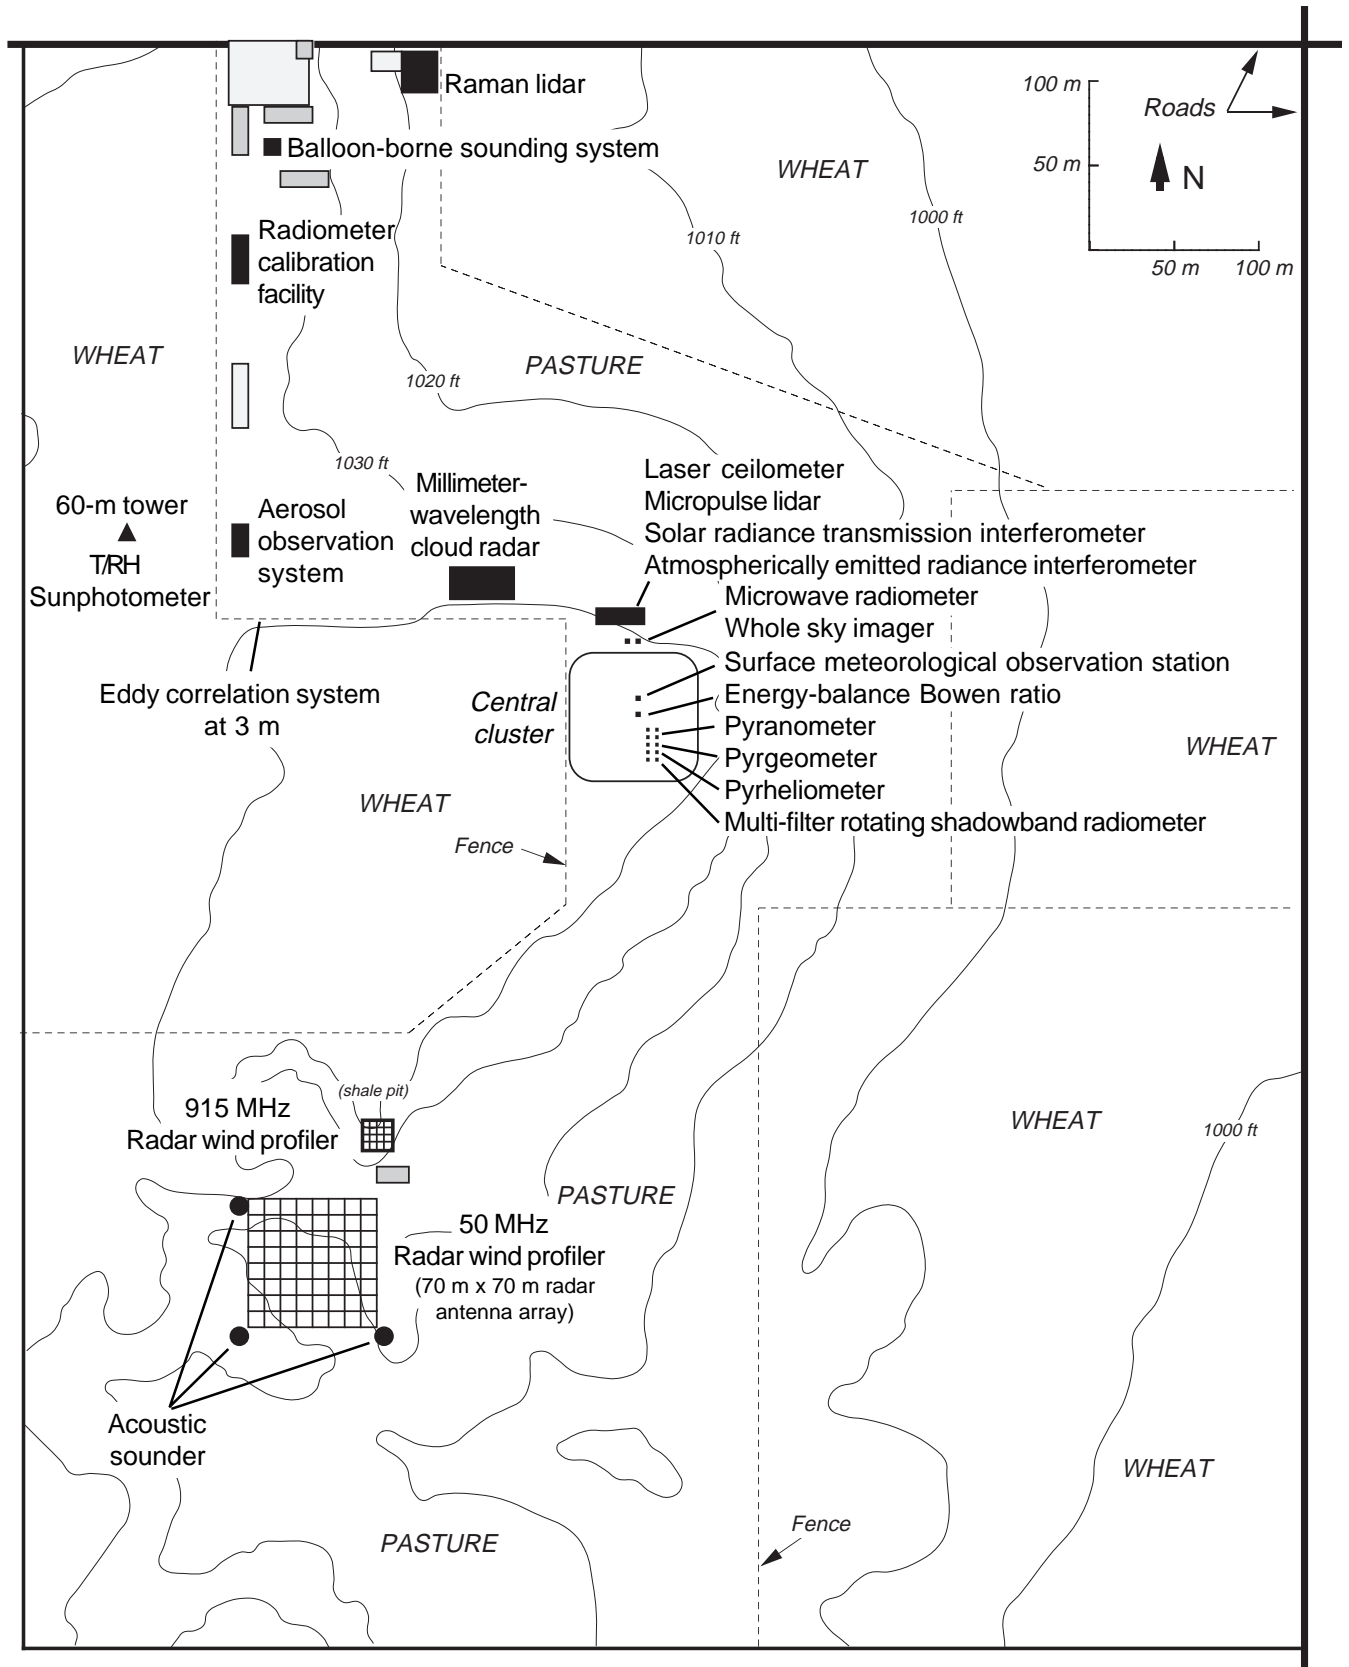 Raman lidar
100 m
Roads
Balloon-borne sounding system
WHEAT
50 m
N
1000 ft
Radiometer
calibration
facility
1010 ft
50 m
100 m
WHEAT
PASTURE
1020 ft
1030 ft
Millimeter-
wavelength
cloud radar
Laser ceilometer
Micropulse lidar
Solar radiance transmission interferometer
Atmospherically emitted radiance interferometer
60-m tower
T/RH
Sunphotometer
Aerosol
observation
system
Microwave radiometer
Whole sky imager
Surface meteorological observation station
Energy-balance Bowen ratio
Pyranometer
Pyrgeometer
Pyrheliometer
Multi-filter rotating shadowband radiometer
Eddy correlation system
at 3 m
Central
cluster
WHEAT
WHEAT
Fence
(shale pit)
915 MHz
Radar wind profiler
WHEAT
1000 ft
PASTURE
50 MHz
Radar wind profiler
(70 m x 70 m radar
antenna array)
Acoustic
sounder
WHEAT
Fence
PASTURE